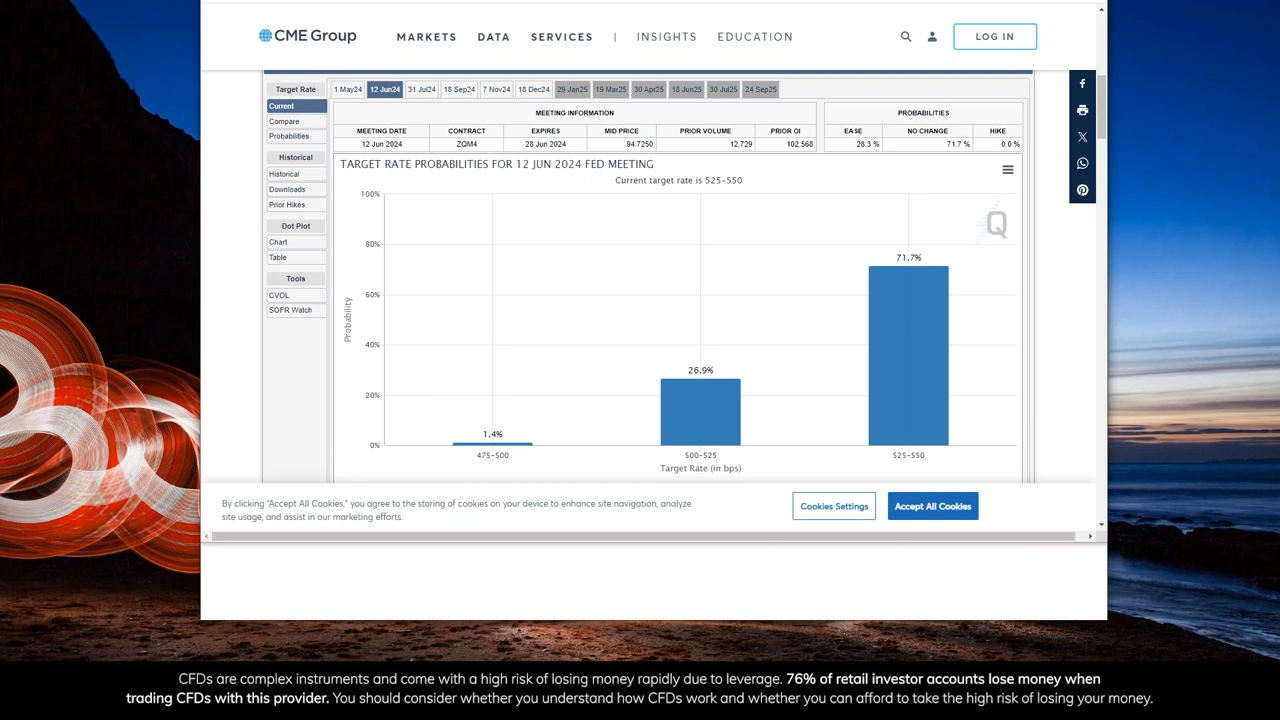 CME Group
MARKETS DATA SERVICES | INSIGHTS EDUCATION
LOG IN
Target Rate
Current
Compare
Probabilities
Historical
Historical
Downloads
Prior Hikes
Dot Plot
Chart
Table
Tools
CVOL
SOFR Watch
1 May24 12 Jun24 31 Jul24 18 Sep24 7 Nov24 18 Dec24 29 Jan25 19 Mar25 30 Apr25 18 Jun25 30 Jul25 24 Sep25
MEETING INFORMATION
MEETING DATE CONTRACT EXPIRES MID PRICE PRIOR VOLUME PRIOR OI
12 Jun 2024 ZQM4 28 Jun 2024 94.7250 12,729 102,568
PROBABILITIES
EASE NO CHANGE HIKE
28.3 % 71.7 % 0.0 %
TARGET RATE PROBABILITIES FOR 12 JUN 2024 FED MEETING
Current target rate is 525-550
Q
Probability
100%
80%
60%
40%
20%
0%
1.4%
26.9%
71.7%
475-500 500-525 525-550
Target Rate (in bps)
By clicking "Accept All Cookies," you agree to the storing of cookies on your device to enhance site navigation, analyze
site usage, and assist in our marketing efforts.
Cookies Settings
Accept All Cookies
CFDs are complex instruments and come with a high risk of losing money rapidly due to leverage. 76% of retail investor accounts lose money when
trading CFDs with this provider. You should consider whether you understand how CFDs work and whether you can afford to take the high risk of losing your money.